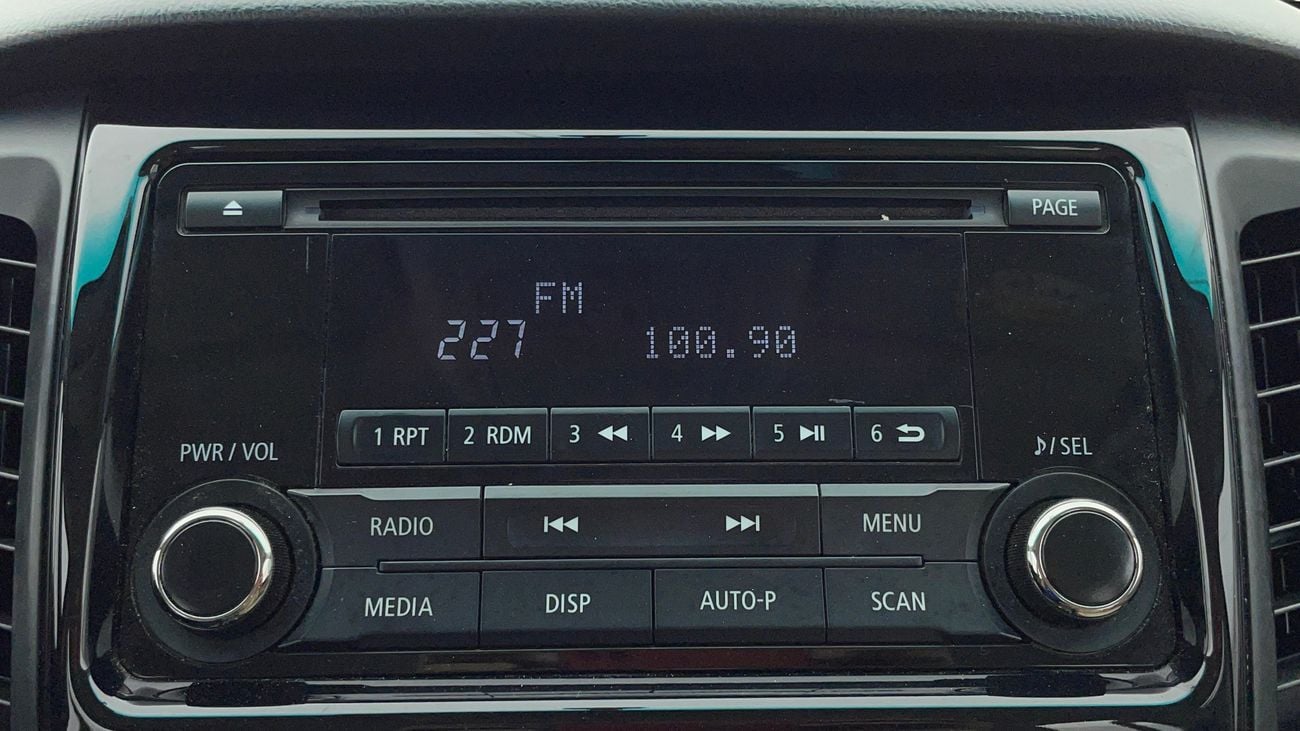 PAGE
FM
227 100.90
1 RPT 2 RDM 3 4 5 6
PWR / VOL
/ SEL
RADIO MENU
MEDIA DISP AUTO-P SCAN